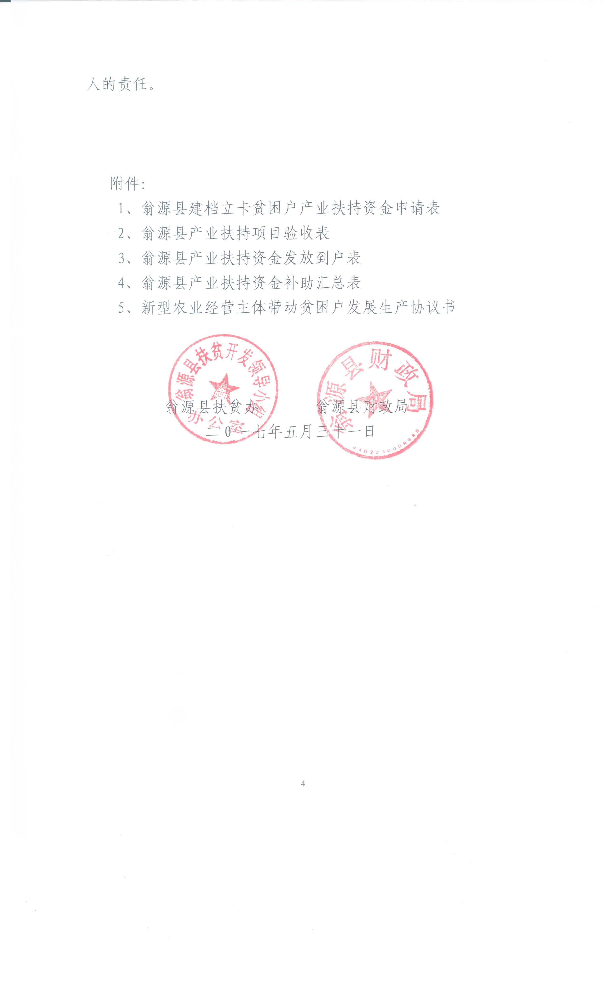 人的责任。
附件：
1、翁源县建档立卡贫困户产业扶持资金申请表
2、翁源县产业扶持项目验收表
3、翁源县产业扶持资金发放到户表
4、翁源县产业扶持资金补助汇总表
5、新型农业经营主体带动贫困户发展生产协议书
翁源县扶贫开发领导小组
办公室
翁源县财政局
翁源县扶贫办 翁源县财政局
二0一七年五月三十一日
4